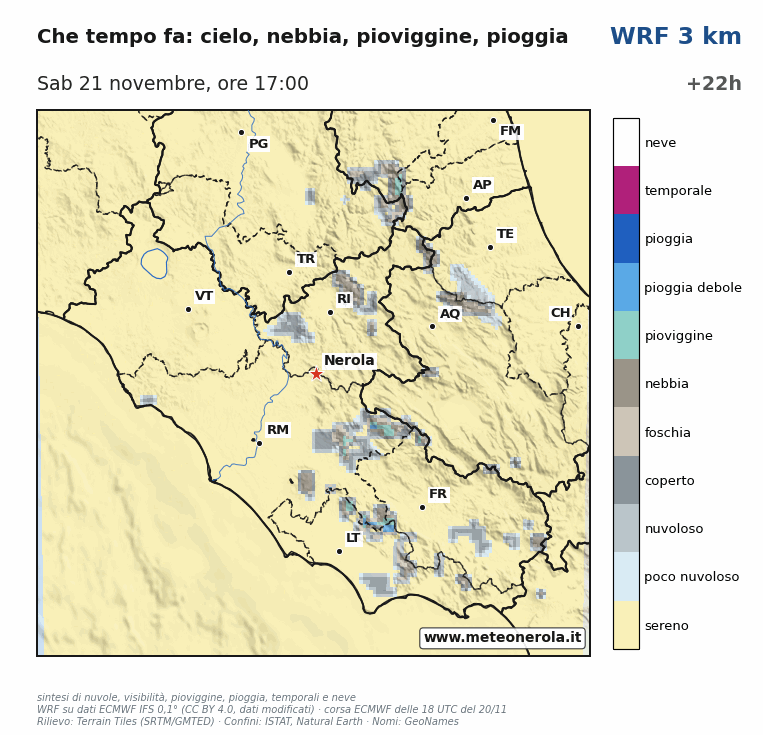 Che tempo fa: cielo, nebbia, pioviggine, pioggia
WRF 3 km
Sab 21 novembre, ore 17:00
+22h
FM
PG
AP
TE
TR
VT
RI
AQ
CH
Nerola
RM
FR
LT
www.meteonerola.it
neve
temporale
pioggia
pioggia debole
pioviggine
nebbia
foschia
coperto
nuvoloso
poco nuvoloso
sereno
sintesi di nuvole, visibilità, pioviggine, pioggia, temporali e neve
WRF su dati ECMWF IFS 0,1° (CC BY 4.0, dati modificati) · corsa ECMWF delle 18 UTC del 20/11
Rilievo: Terrain Tiles (SRTM/GMTED) · Confini: ISTAT, Natural Earth · Nomi: GeoNames